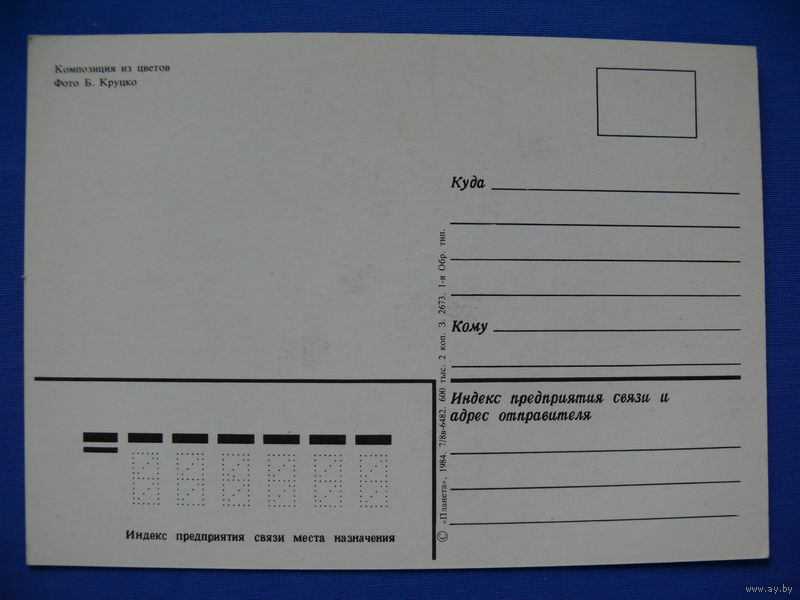 Композиция из цветов
Фото Б. Круцко
Куда
Кому
Индекс предприятия связи и
адрес отправителя
© «Планета», 1984. 7/8в-6482. 600 тыс. 2 коп. З. 2673. 1-я Обр. тип.
Индекс предприятия связи места назначения
www.ay.by